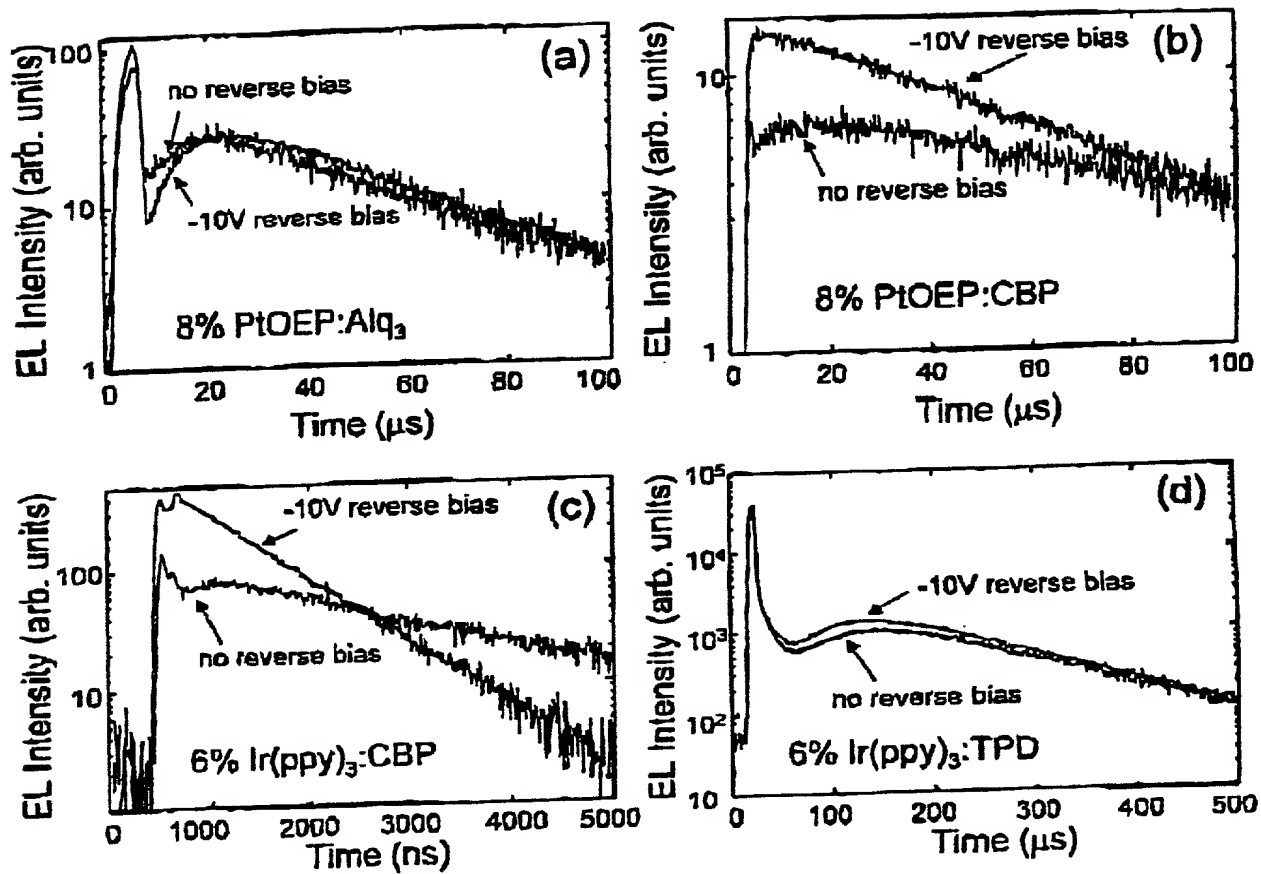 (a)
EL Intensity (arb. units)
100
10
1
no reverse bias
-10V reverse bias
8% PtOEP:Alq3
0 20 40 60 80 100
Time (μs)
(b)
EL Intensity (arb. units)
10
1
-10V reverse bias
no reverse bias
8% PtOEP:CBP
0 20 40 60 80 100
Time (μs)
(c)
EL Intensity (arb. units)
100
10
-10V reverse bias
no reverse bias
6% Ir(ppy)3:CBP
0 1000 2000 3000 4000 5000
Time (ns)
(d)
EL Intensity (arb. units)
10⁵
10⁴
10³
10²
10
-10V reverse bias
no reverse bias
6% Ir(ppy)3:TPD
0 100 200 300 400 500
Time (μs)